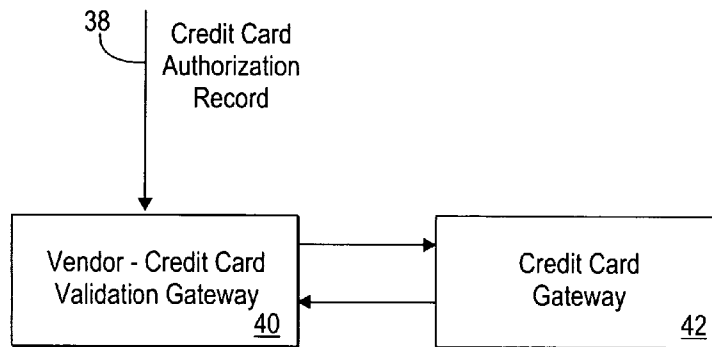 38
Credit Card
Authorization
Record
Vendor - Credit Card
Validation Gateway
40
Credit Card
Gateway
42